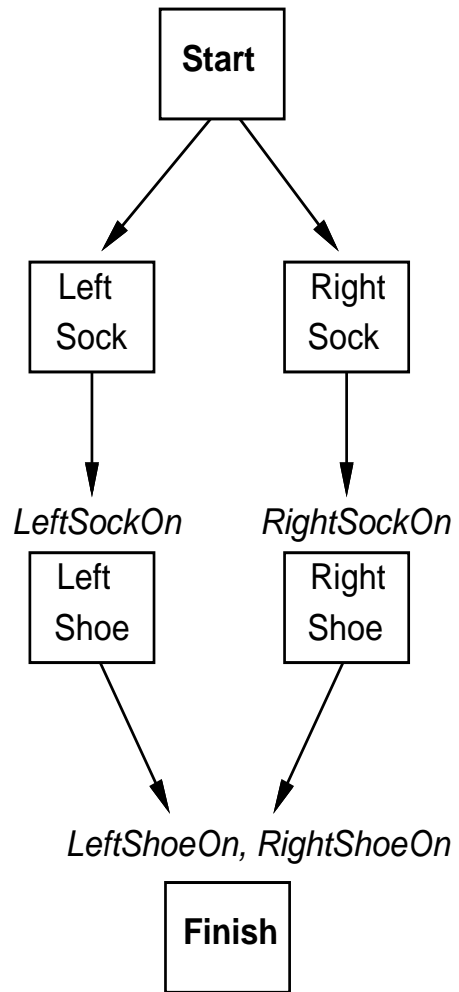 Start
Left
Sock
Right
Sock
LeftSockOn
RightSockOn
Left
Shoe
Right
Shoe
LeftShoeOn, RightShoeOn
Finish